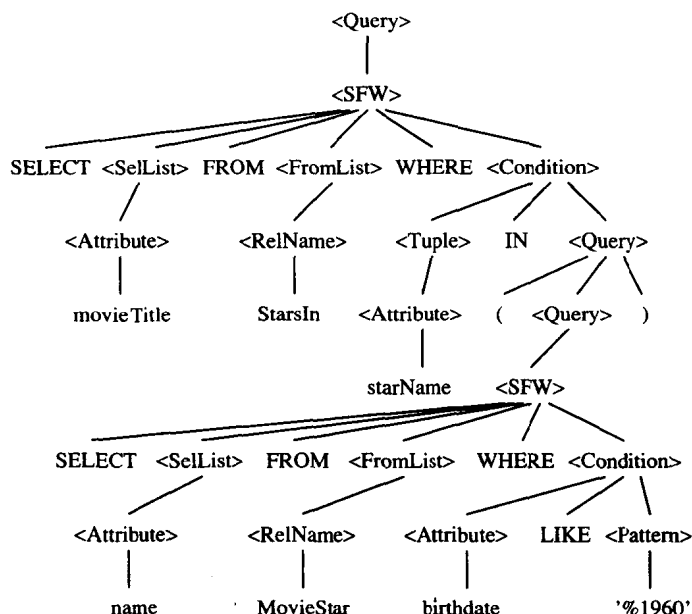 <Query>
<SFW>
SELECT <SelList> FROM <FromList> WHERE <Condition>
<Attribute> <RelName> <Tuple> IN <Query>
movieTitle StarsIn <Attribute> ( <Query> )
starName <SFW>
SELECT <SelList> FROM <FromList> WHERE <Condition>
<Attribute> <RelName> <Attribute> LIKE <Pattern>
name MovieStar birthdate '%1960'